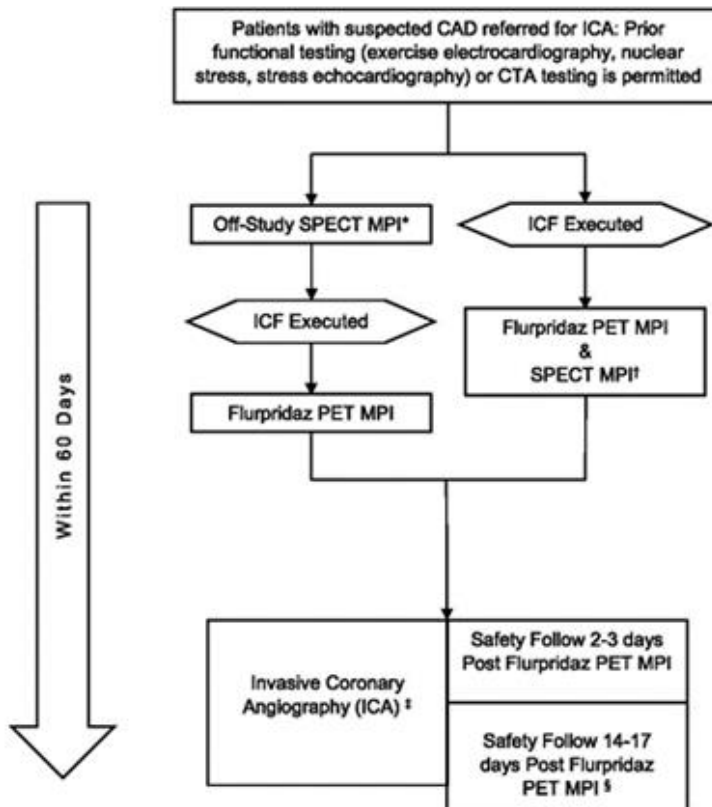 Patients with suspected CAD referred for ICA: Prior
functional testing (exercise electrocardiography, nuclear
stress, stress echocardiography) or CTA testing is permitted
Off-Study SPECT MPI*
ICF Executed
ICF Executed
Flurpridaz PET MPI
&
SPECT MPI†
Flurpridaz PET MPI
Within 60 Days
Invasive Coronary
Angiography (ICA) ‡
Safety Follow 2-3 days
Post Flurpridaz PET MPI
Safety Follow 14-17
days Post Flurpridaz
PET MPI §